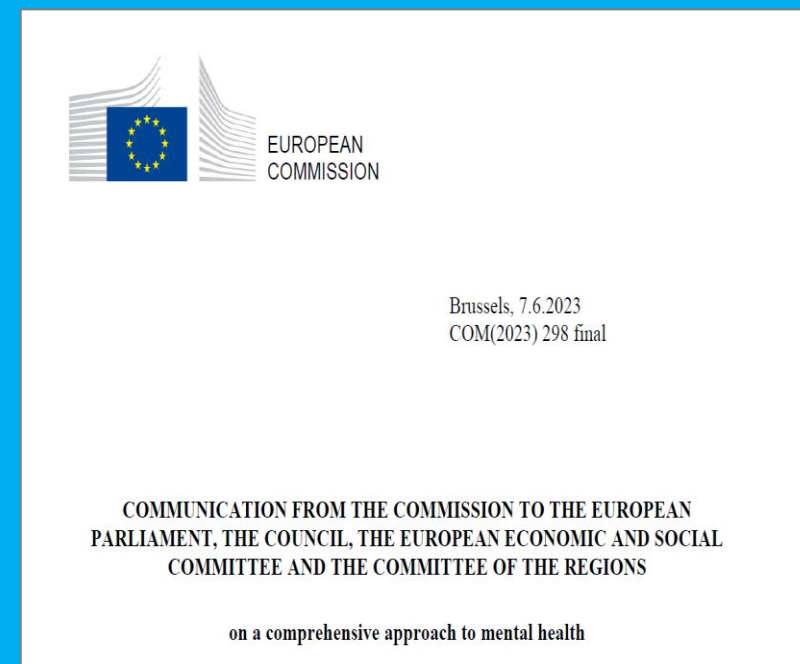 EUROPEAN
COMMISSION
Brussels, 7.6.2023
COM(2023) 298 final
COMMUNICATION FROM THE COMMISSION TO THE EUROPEAN
PARLIAMENT, THE COUNCIL, THE EUROPEAN ECONOMIC AND SOCIAL
COMMITTEE AND THE COMMITTEE OF THE REGIONS
on a comprehensive approach to mental health